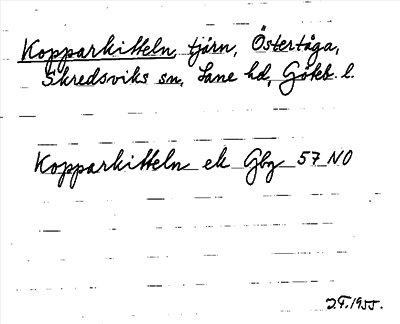 Kopparkitteln, tjärn, Östertåga,
Skredsviks sn, Lane hd, Göteb. l.
Kopparkitteln ek Gbg 57 NO
J.F. 1955.